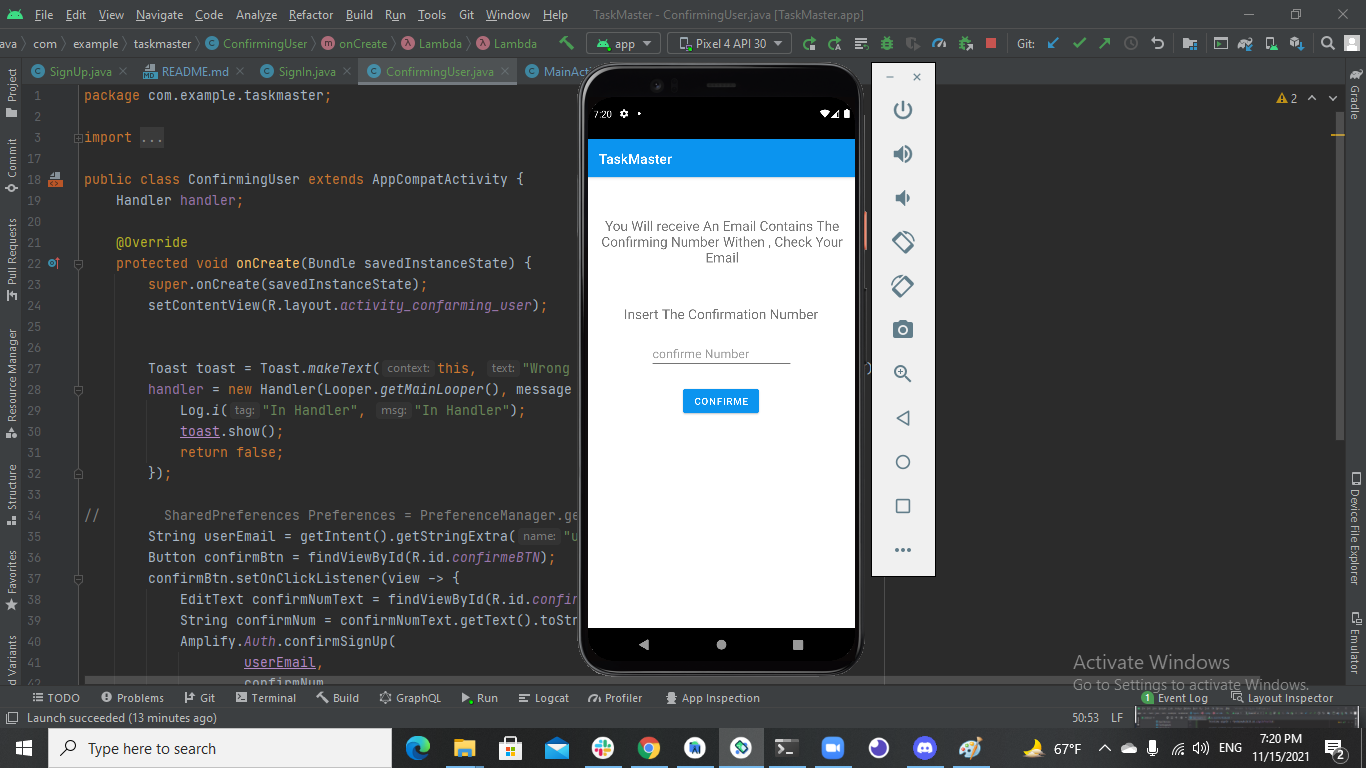 File Edit View Navigate Code Analyze Refactor Build Run Tools Git Window Help TaskMaster - ConfirmingUser.java [TaskMaster.app]
ava com example taskmaster ConfirmingUser onCreate Lambda Lambda app Pixel 4 API 30 Git:
SignUp.java README.md SignIn.java ConfirmingUser.java MainActi
Project
Commit
Pull Requests
Resource Manager
Structure
Favorites
d Variants
1 package com.example.taskmaster;
2
3 import ...
17
18 public class ConfirmingUser extends AppCompatActivity {
19 Handler handler;
20
21 @Override
22 protected void onCreate(Bundle savedInstanceState) {
23 super.onCreate(savedInstanceState);
24 setContentView(R.layout.activity_confarming_user);
25
26
27 Toast toast = Toast.makeText( context: this, text: "Wrong )
28 handler = new Handler(Looper.getMainLooper(), message
29 Log.i( tag: "In Handler", msg: "In Handler");
30 toast.show();
31 return false;
32 });
33
34 // SharedPreferences Preferences = PreferenceManager.ge
35 String userEmail = getIntent().getStringExtra( name: "u
36 Button confirmBtn = findViewById(R.id.confirmeBTN);
37 confirmBtn.setOnClickListener(view -> {
38 EditText confirmNumText = findViewById(R.id.confir
39 String confirmNum = confirmNumText.getText().toStr
40 Amplify.Auth.confirmSignUp(
41 userEmail,
42 confirmNum
7:20
TaskMaster
You Will receive An Email Contains The
Confirming Number Withen , Check Your
Email
Insert The Confirmation Number
confirme Number
CONFIRME
2
Gradle
Device File Explorer
Emulator
Activate Windows
Go to Settings to activate Windows.
TODO Problems Git Terminal Build GraphQL Run Logcat Profiler App Inspection 1 Event Log Layout Inspector
Launch succeeded (13 minutes ago) 50:53 LF
Type here to search 67°F ENG 7:20 PM
11/15/2021 2